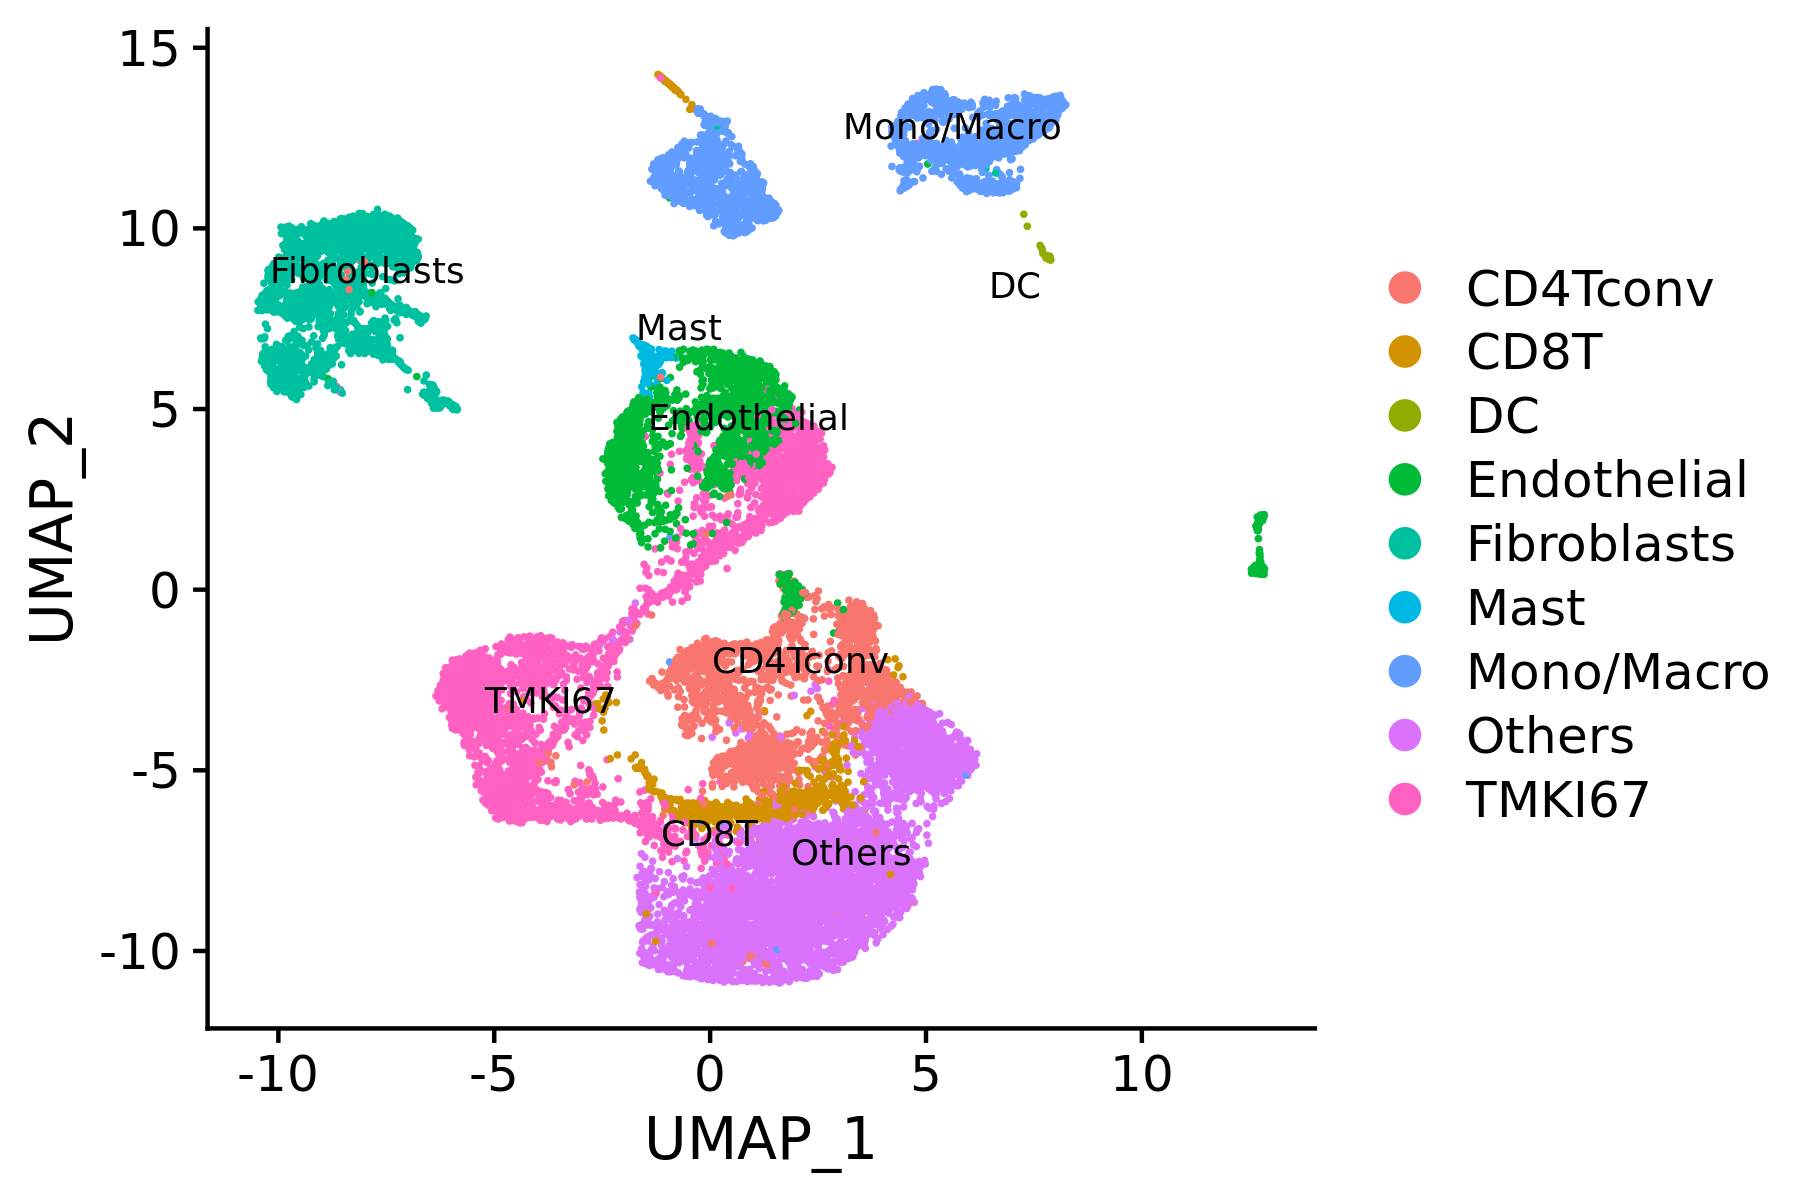 15
10
5
0
-5
-10
UMAP_2
Mono/Macro
Fibroblasts
DC
Mast
Endothelial
CD4Tconv
TMKI67
CD8T
Others
-10
-5
0
5
10
UMAP_1
CD4Tconv
CD8T
DC
Endothelial
Fibroblasts
Mast
Mono/Macro
Others
TMKI67